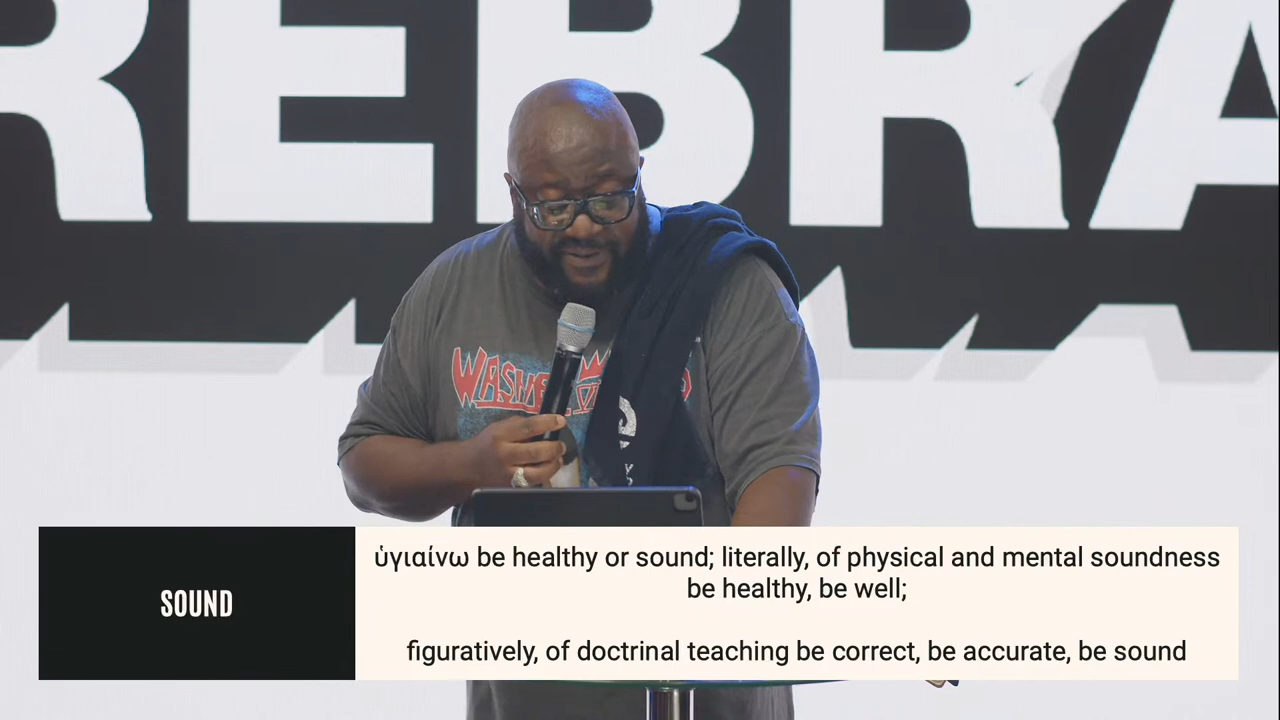 REBRA
SOUND
ὑγιαίνω be healthy or sound; literally, of physical and mental soundness
be healthy, be well;
figuratively, of doctrinal teaching be correct, be accurate, be sound